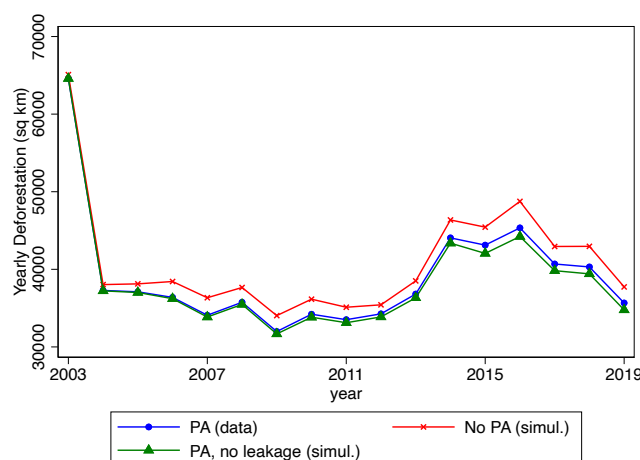 Yearly Deforestation (sq km)
70000
60000
50000
40000
30000
2003
2007
2011
2015
2019
year
PA (data)
No PA (simul.)
PA, no leakage (simul.)